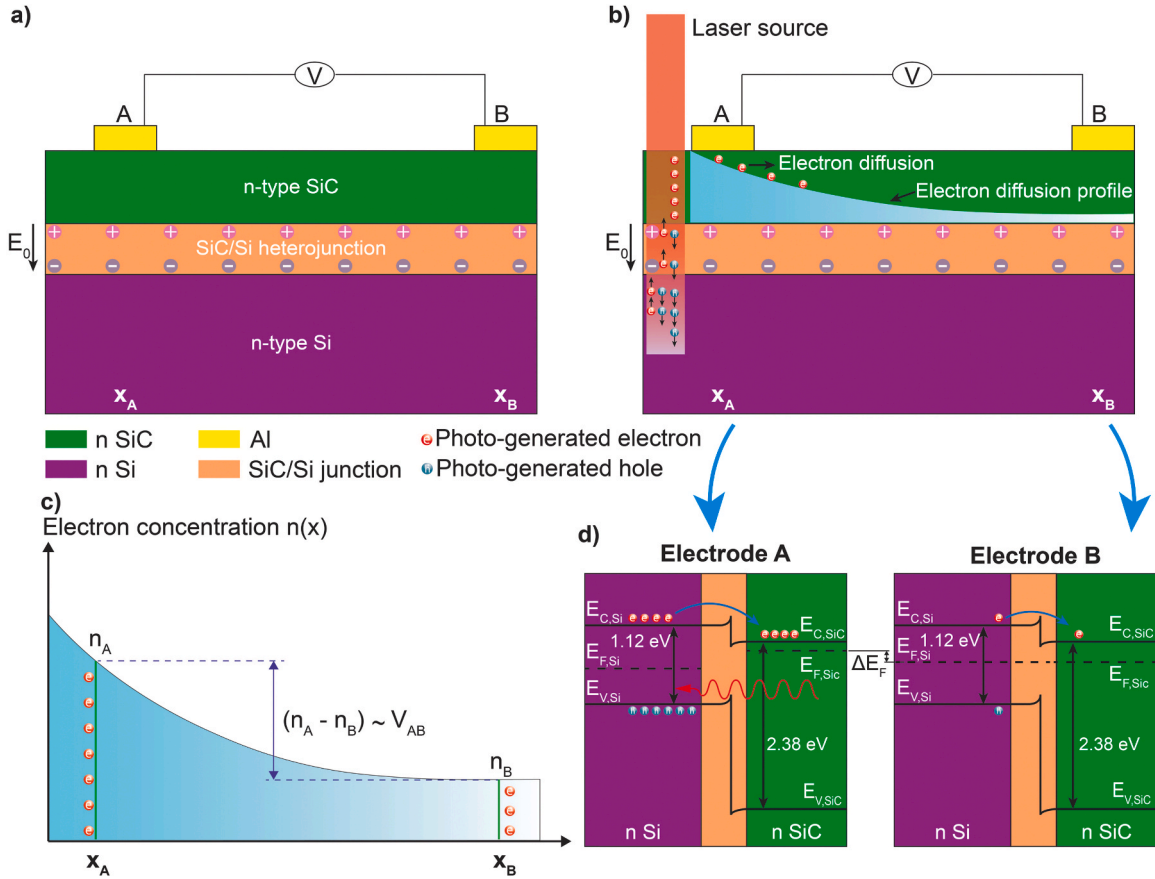 a)
V
A
B
n-type SiC
E0
+ + + + + + + +
SiC/Si heterojunction
− − − − − − − −
n-type Si
xA
xB
b)
Laser source
V
A
B
e
e
Electron diffusion
e
e
e
e
e
e
e
Electron diffusion profile
E0
+ + + + + + + +
e h
− − − − − − − −
e h
e h h
e h h
h
xA
xB
n SiC
Al
e Photo-generated electron
n Si
SiC/Si junction
h Photo-generated hole
c)
Electron concentration n(x)
nA
e
e
e
e
e
e
(nA - nB) ~ VAB
nB
e
e
e
xA
xB
d)
Electrode A
EC,Si
e e e e
1.12 eV
EF,Si
EV,Si
h h h h h h
e e e e
EC,SiC
EF,Sic
2.38 eV
EV,SiC
n Si
n SiC
ΔEF
Electrode B
EC,Si
e
1.12 eV
EF,Si
EV,Si
h
e
EC,SiC
EF,Sic
2.38 eV
EV,SiC
n Si
n SiC